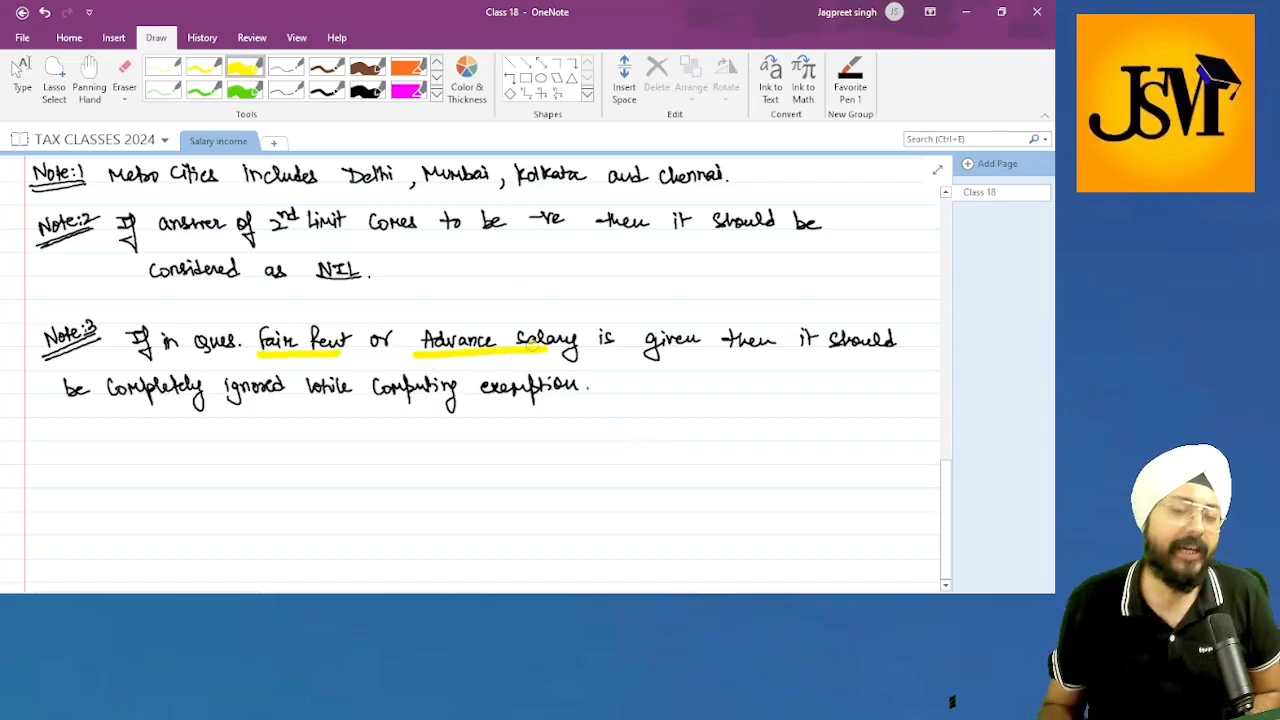 Class 18 - OneNote
Jagpreet singh JS
File Home Insert Draw History Review View Help
Type Lasso Select Panning Hand Eraser Color & Thickness Insert Space Delete Arrange Rotate Ink to Text Ink to Math Favorite Pen 1
Tools Shapes Edit Convert New Group
TAX CLASSES 2024 Salary income Search (Ctrl+E)
Add Page
Class 18
Note:1 Metro Cities includes Delhi, Mumbai, Kolkata and Chennai.
Note:2 If answer of 2nd limit Comes to be -ve then it should be
Considered as NIL.
Note:3 If in Ques. Fair Rent or Advance Salary is given then it should
be Completely ignored while Computing exemption.
JSM